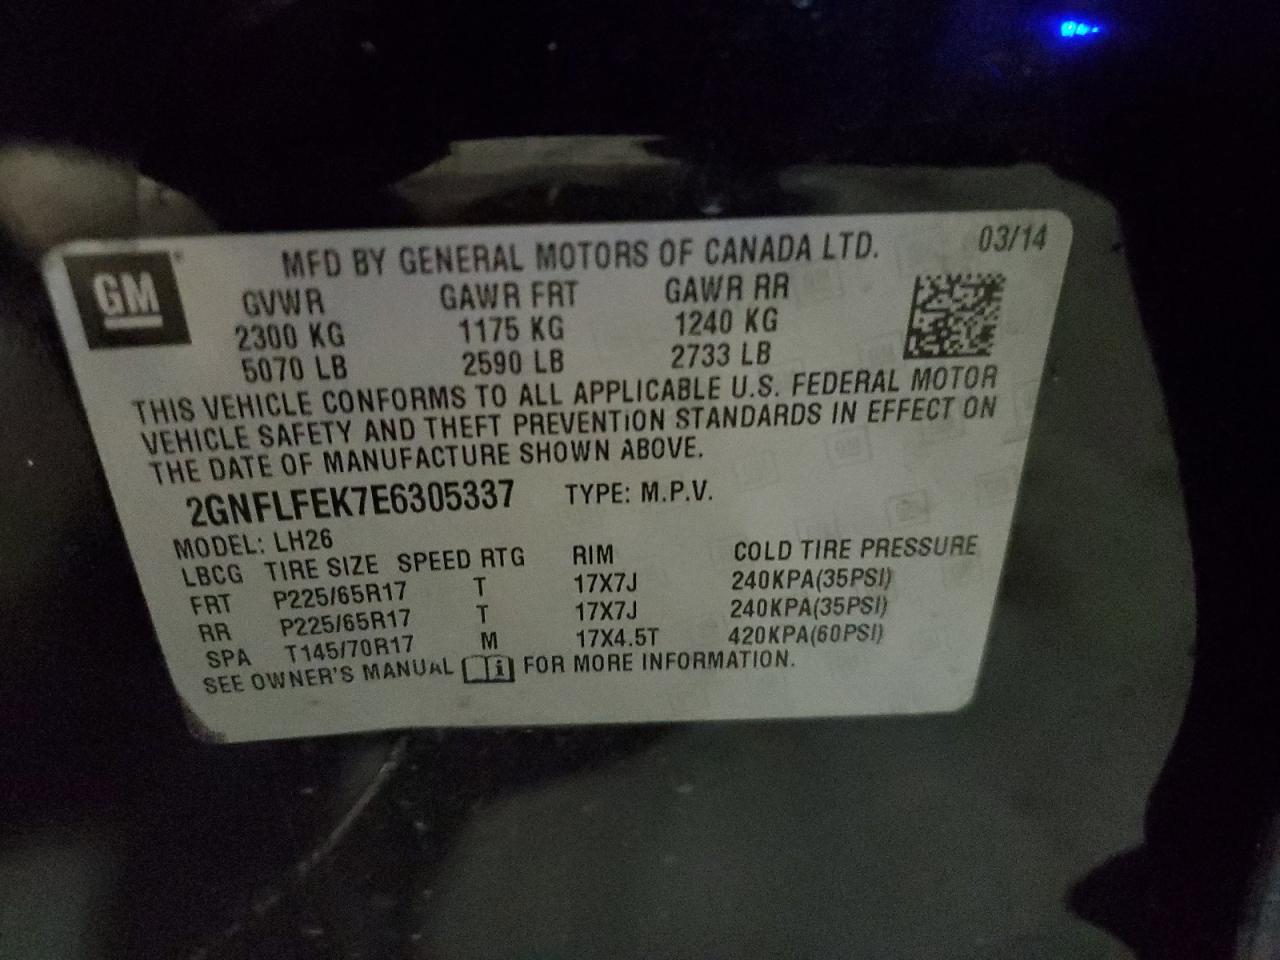 GM
MFD BY GENERAL MOTORS OF CANADA LTD. 03/14
GVWR GAWR FRT GAWR RR
2300 KG 1175 KG 1240 KG
5070 LB 2590 LB 2733 LB
THIS VEHICLE CONFORMS TO ALL APPLICABLE U.S. FEDERAL MOTOR
VEHICLE SAFETY AND THEFT PREVENTION STANDARDS IN EFFECT ON
THE DATE OF MANUFACTURE SHOWN ABOVE.
2GNFLFEK7E6305337 TYPE: M.P.V.
MODEL: LH26
LBCG TIRE SIZE SPEED RTG RIM COLD TIRE PRESSURE
FRT P225/65R17 T 17X7J 240KPA(35PSI)
RR P225/65R17 T 17X7J 240KPA(35PSI)
SPA T145/70R17 M 17X4.5T 420KPA(60PSI)
SEE OWNER'S MANUAL i FOR MORE INFORMATION.